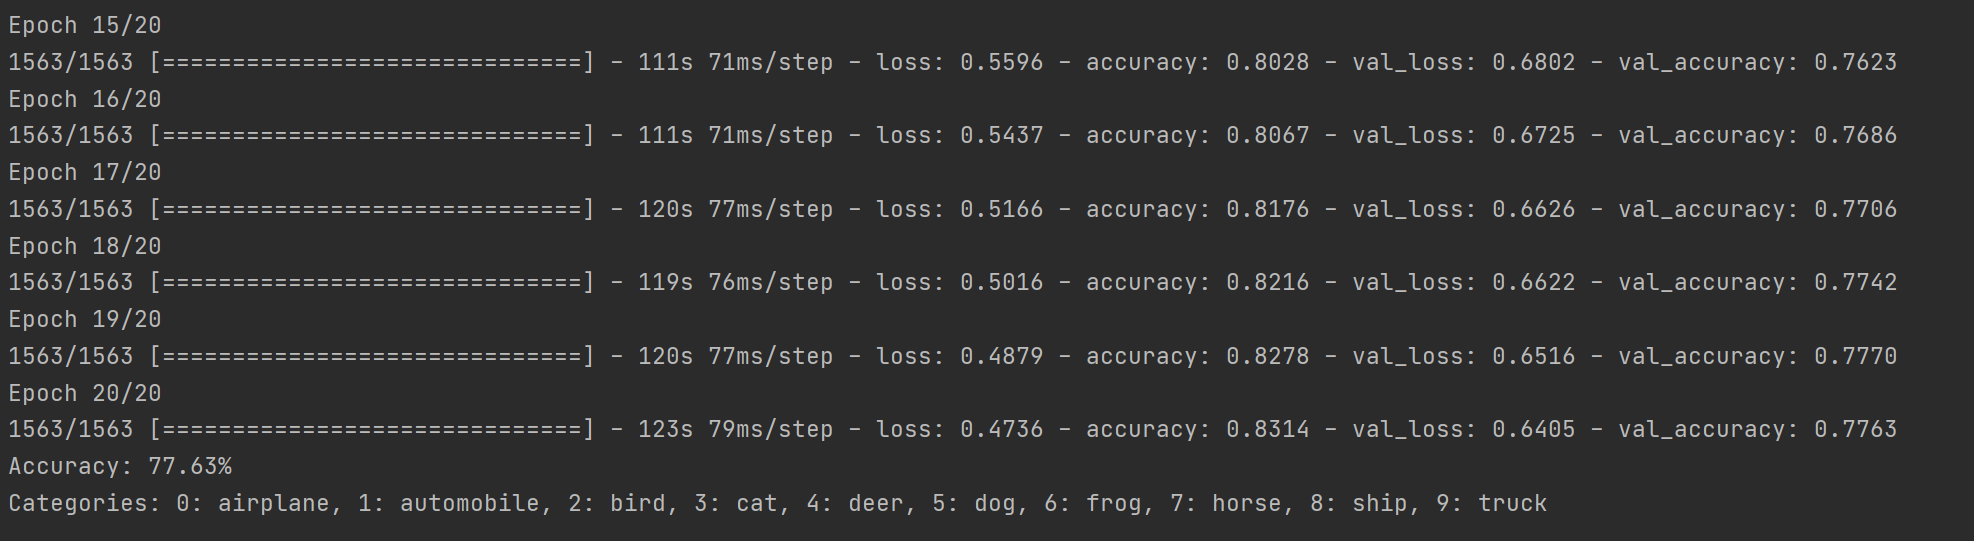 Epoch 15/20
1563/1563 [==============================] - 111s 71ms/step - loss: 0.5596 - accuracy: 0.8028 - val_loss: 0.6802 - val_accuracy: 0.7623
Epoch 16/20
1563/1563 [==============================] - 111s 71ms/step - loss: 0.5437 - accuracy: 0.8067 - val_loss: 0.6725 - val_accuracy: 0.7686
Epoch 17/20
1563/1563 [==============================] - 120s 77ms/step - loss: 0.5166 - accuracy: 0.8176 - val_loss: 0.6626 - val_accuracy: 0.7706
Epoch 18/20
1563/1563 [==============================] - 119s 76ms/step - loss: 0.5016 - accuracy: 0.8216 - val_loss: 0.6622 - val_accuracy: 0.7742
Epoch 19/20
1563/1563 [==============================] - 120s 77ms/step - loss: 0.4879 - accuracy: 0.8278 - val_loss: 0.6516 - val_accuracy: 0.7770
Epoch 20/20
1563/1563 [==============================] - 123s 79ms/step - loss: 0.4736 - accuracy: 0.8314 - val_loss: 0.6405 - val_accuracy: 0.7763
Accuracy: 77.63%
Categories: 0: airplane, 1: automobile, 2: bird, 3: cat, 4: deer, 5: dog, 6: frog, 7: horse, 8: ship, 9: truck